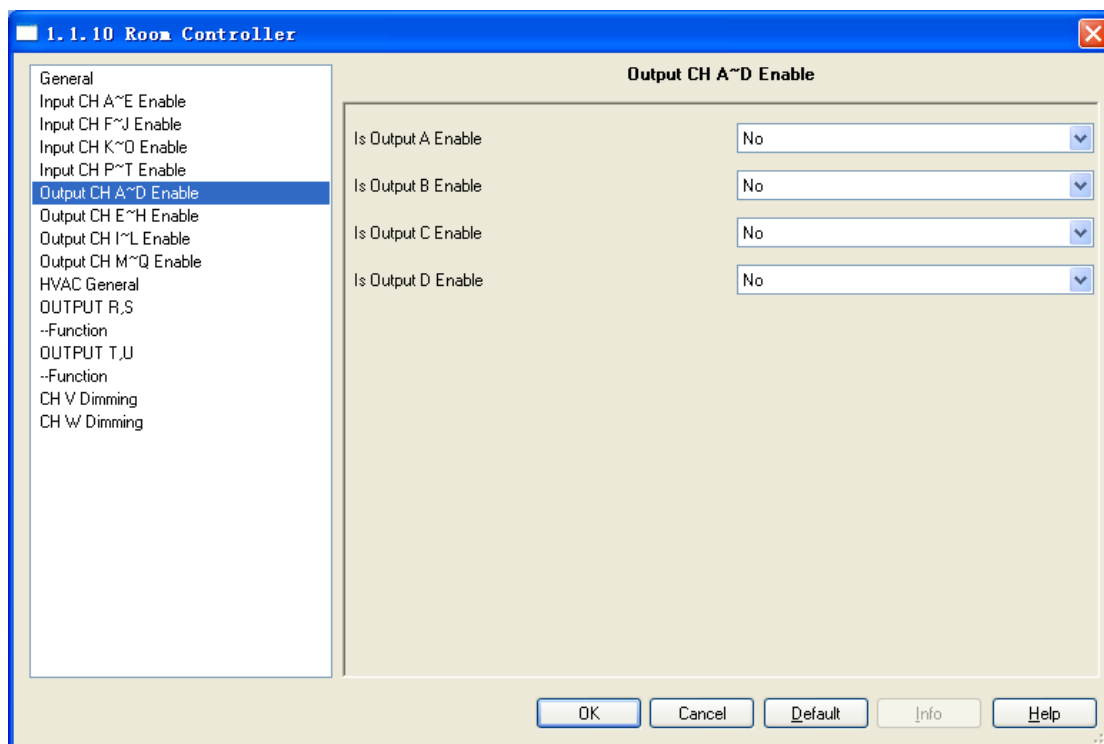 1.1.10 Room Controller
General
Input CH A~E Enable
Input CH F~J Enable
Input CH K~O Enable
Input CH P~T Enable
Output CH A~D Enable
Output CH E~H Enable
Output CH I~L Enable
Output CH M~Q Enable
HVAC General
OUTPUT R,S
--Function
OUTPUT T,U
--Function
CH V Dimming
CH W Dimming
Output CH A~D Enable
Is Output A Enable No
Is Output B Enable No
Is Output C Enable No
Is Output D Enable No
OK Cancel Default Info Help